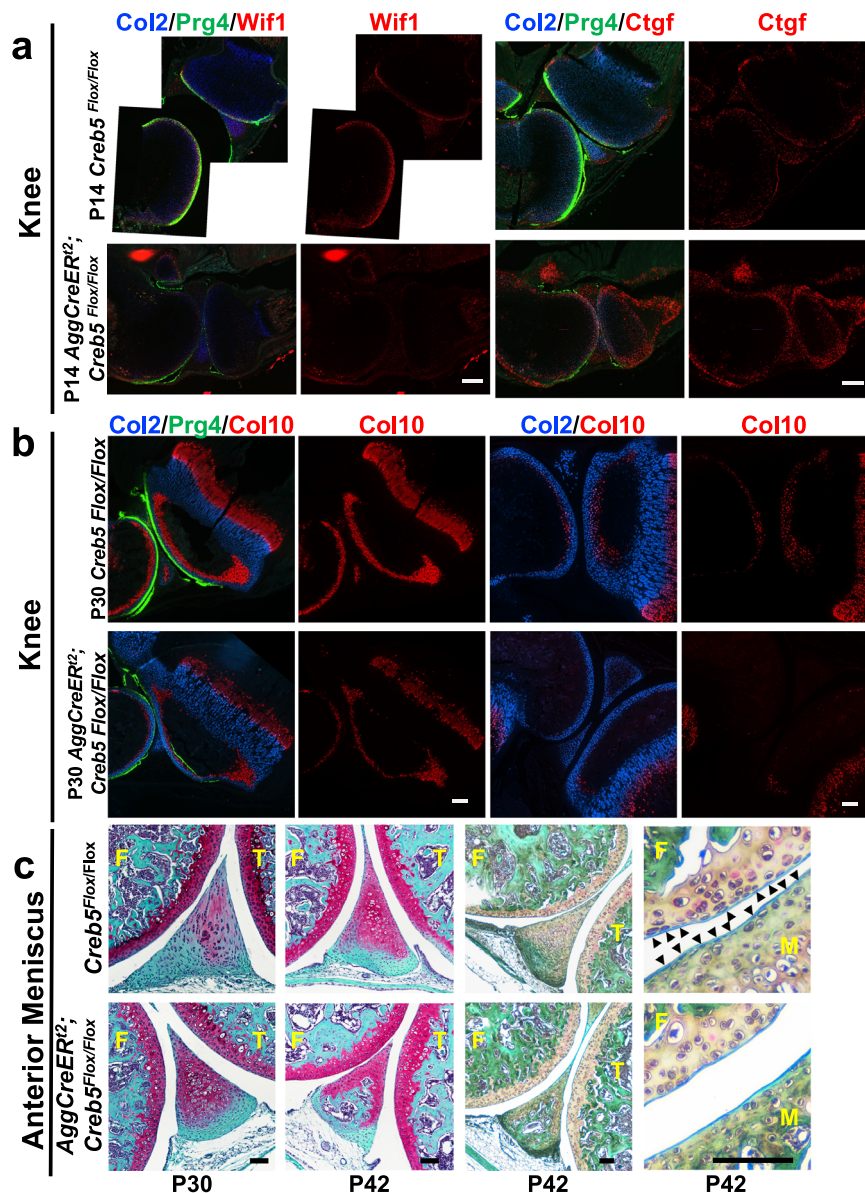 a
Col2/Prg4/Wif1 Wif1 Col2/Prg4/Ctgf Ctgf
Knee
P14 Creb5 Flox/Flox
P14 AggCreERt2;
Creb5 Flox/Flox
b
Col2/Prg4/Col10 Col10 Col2/Col10 Col10
Knee
P30 Creb5 Flox/Flox
P30 AggCreERt2;
Creb5 Flox/Flox
c
Anterior Meniscus
Creb5Flox/Flox
F T F T F T F M
AggCreERt2;
Creb5Flox/Flox
F T F T F T F M
P30 P42 P42 P42